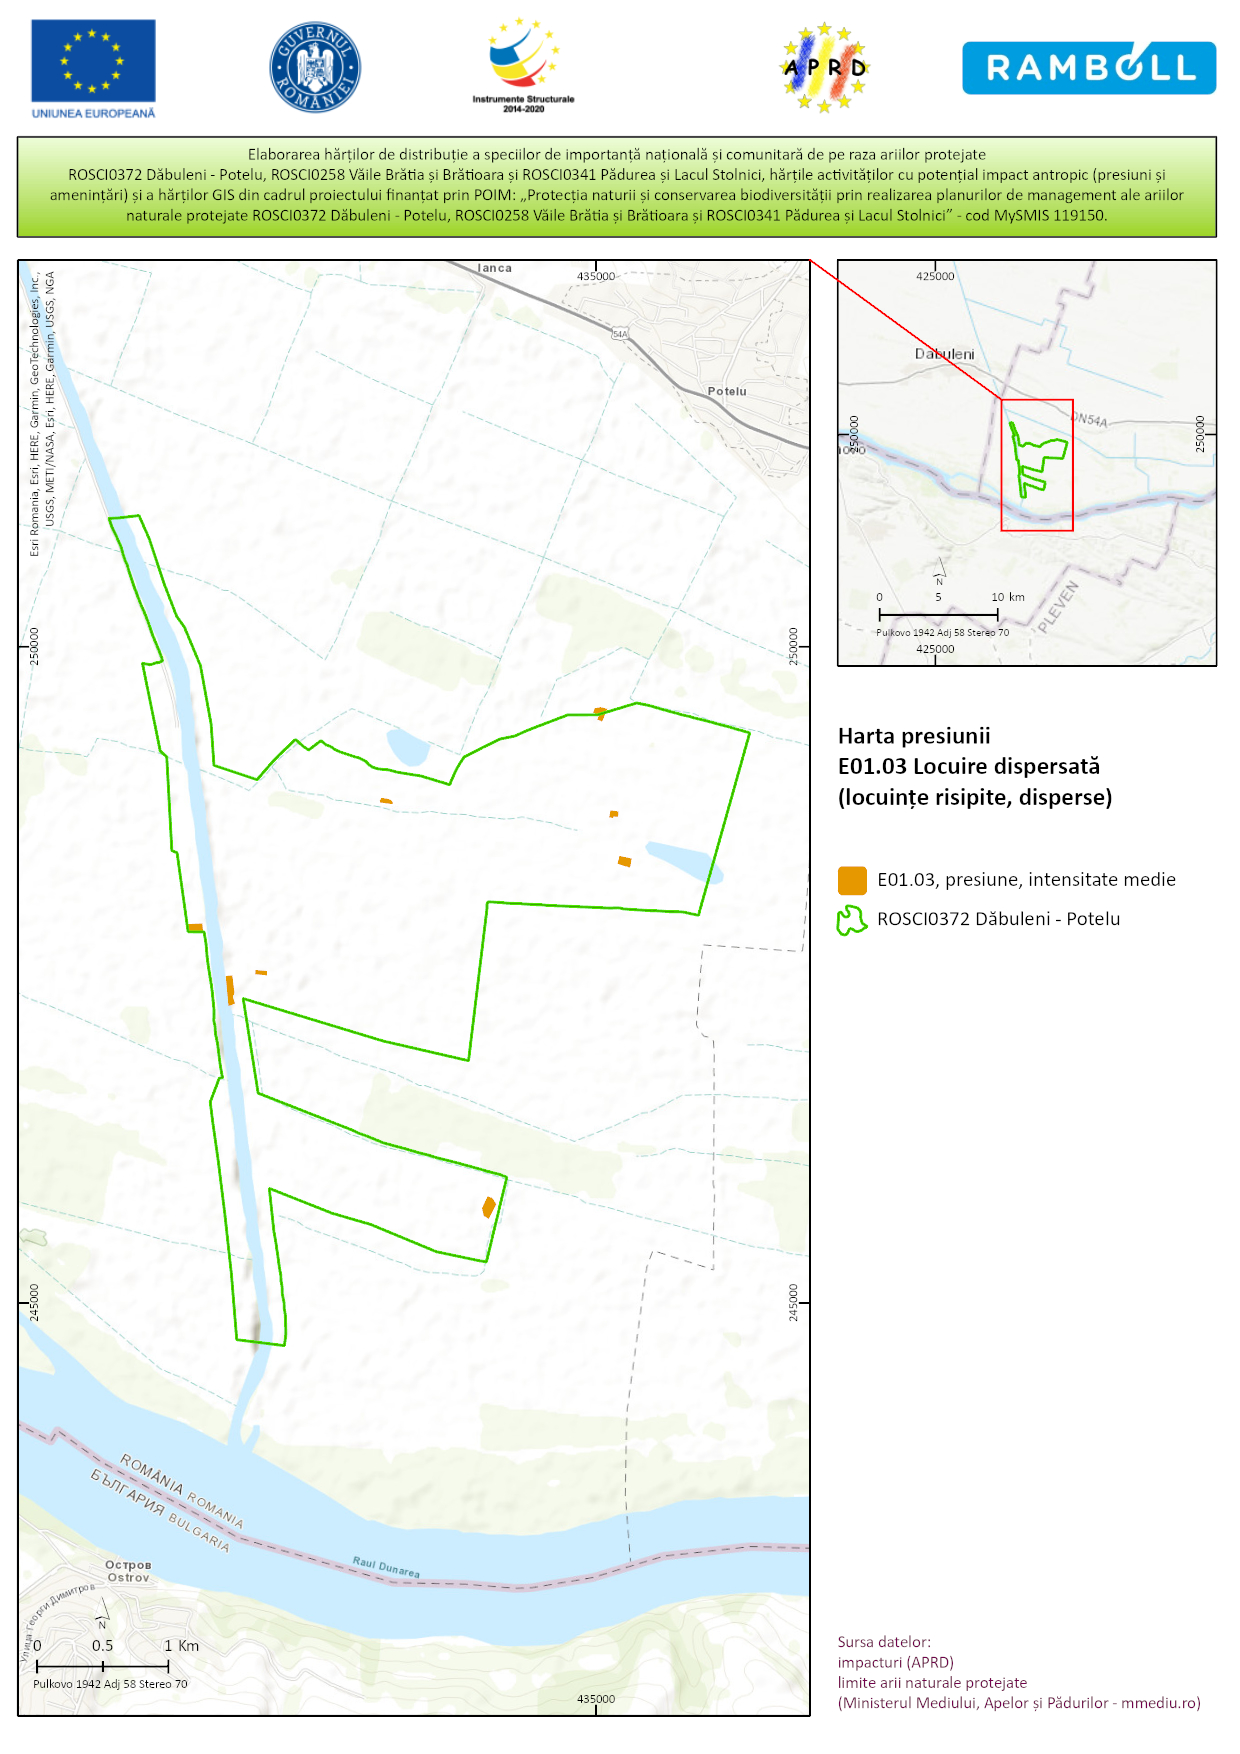 UNIUNEA EUROPEANĂ
GUVERNUL ROMÂNIEI
Instrumente Structurale
2014-2020
APRD
RAMBOLL
Elaborarea hărților de distribuție a speciilor de importanță națională și comunitară de pe raza ariilor protejate
ROSCI0372 Dăbuleni - Potelu, ROSCI0258 Văile Brătia și Brătioara și ROSCI0341 Pădurea și Lacul Stolnici, hărțile activităților cu potențial impact antropic (presiuni și
amenințări) și a hărților GIS din cadrul proiectului finanțat prin POIM: „Protecția naturii și conservarea biodiversității prin realizarea planurilor de management ale ariilor
naturale protejate ROSCI0372 Dăbuleni - Potelu, ROSCI0258 Văile Brătia și Brătioara și ROSCI0341 Pădurea și Lacul Stolnici” - cod MySMIS 119150.
Esri Romania, Esri, HERE, Garmin, GeoTechnologies, Inc.,
USGS, METI/NASA, Esri, HERE, Garmin, USGS, NGA
Ianca
435000
54A
Potelu
250000
250000
245000
245000
ROMÂNIA ROMANIA
БЪЛГАРИЯ BULGARIA
Raul Dunarea
Остров
Ostrov
Улица Георги Димитров
N
0 0.5 1 Km
Pulkovo 1942 Adj 58 Stereo 70
435000
425000
Dabuleni
DN54A
250000
250000
PLEVEN
N
0 5 10 km
Pulkovo 1942 Adj 58 Stereo 70
425000
Harta presiunii
E01.03 Locuire dispersată
(locuințe risipite, disperse)
E01.03, presiune, intensitate medie
ROSCI0372 Dăbuleni - Potelu
Sursa datelor:
impacturi (APRD)
limite arii naturale protejate
(Ministerul Mediului, Apelor și Pădurilor - mmediu.ro)